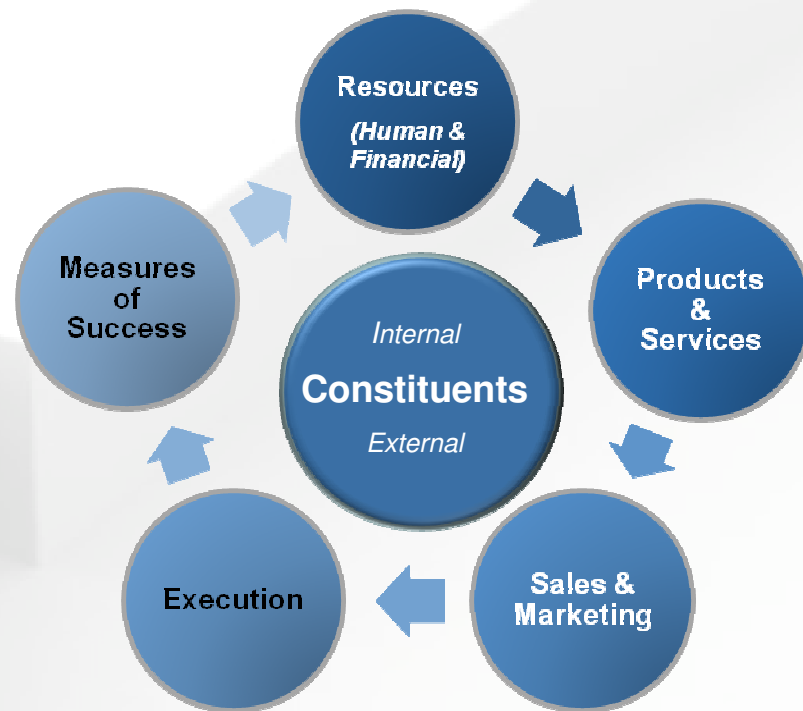 Resources
(Human &
Financial)
Products
&
Services
Sales &
Marketing
Execution
Measures
of
Success
Internal
Constituents
External